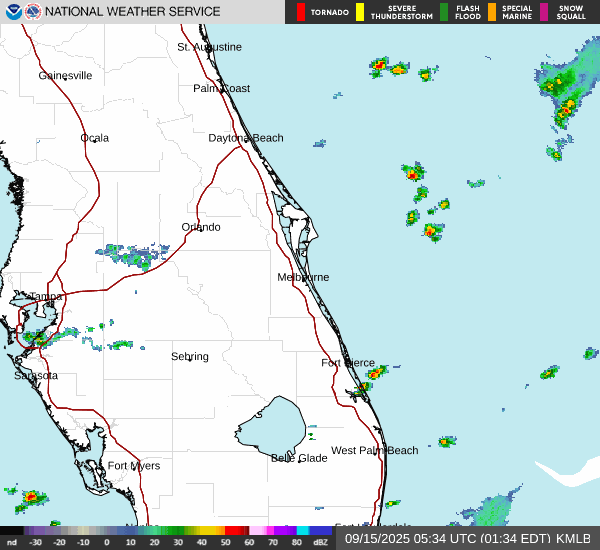 NATIONAL WEATHER SERVICE
TORNADO
SEVERE
THUNDERSTORM
FLASH
FLOOD
SPECIAL
MARINE
SNOW
SQUALL
St. Augustine
Gainesville
Palm Coast
Ocala
Daytona Beach
Orlando
Melbourne
Tampa
Sebring
Fort Pierce
Sarasota
West Palm Beach
Belle Glade
Fort Myers
nd -30 -20 -10 0 10 20 30 40 50 60 70 80 dBZ
09/15/2025 05:34 UTC (01:34 EDT) KMLB